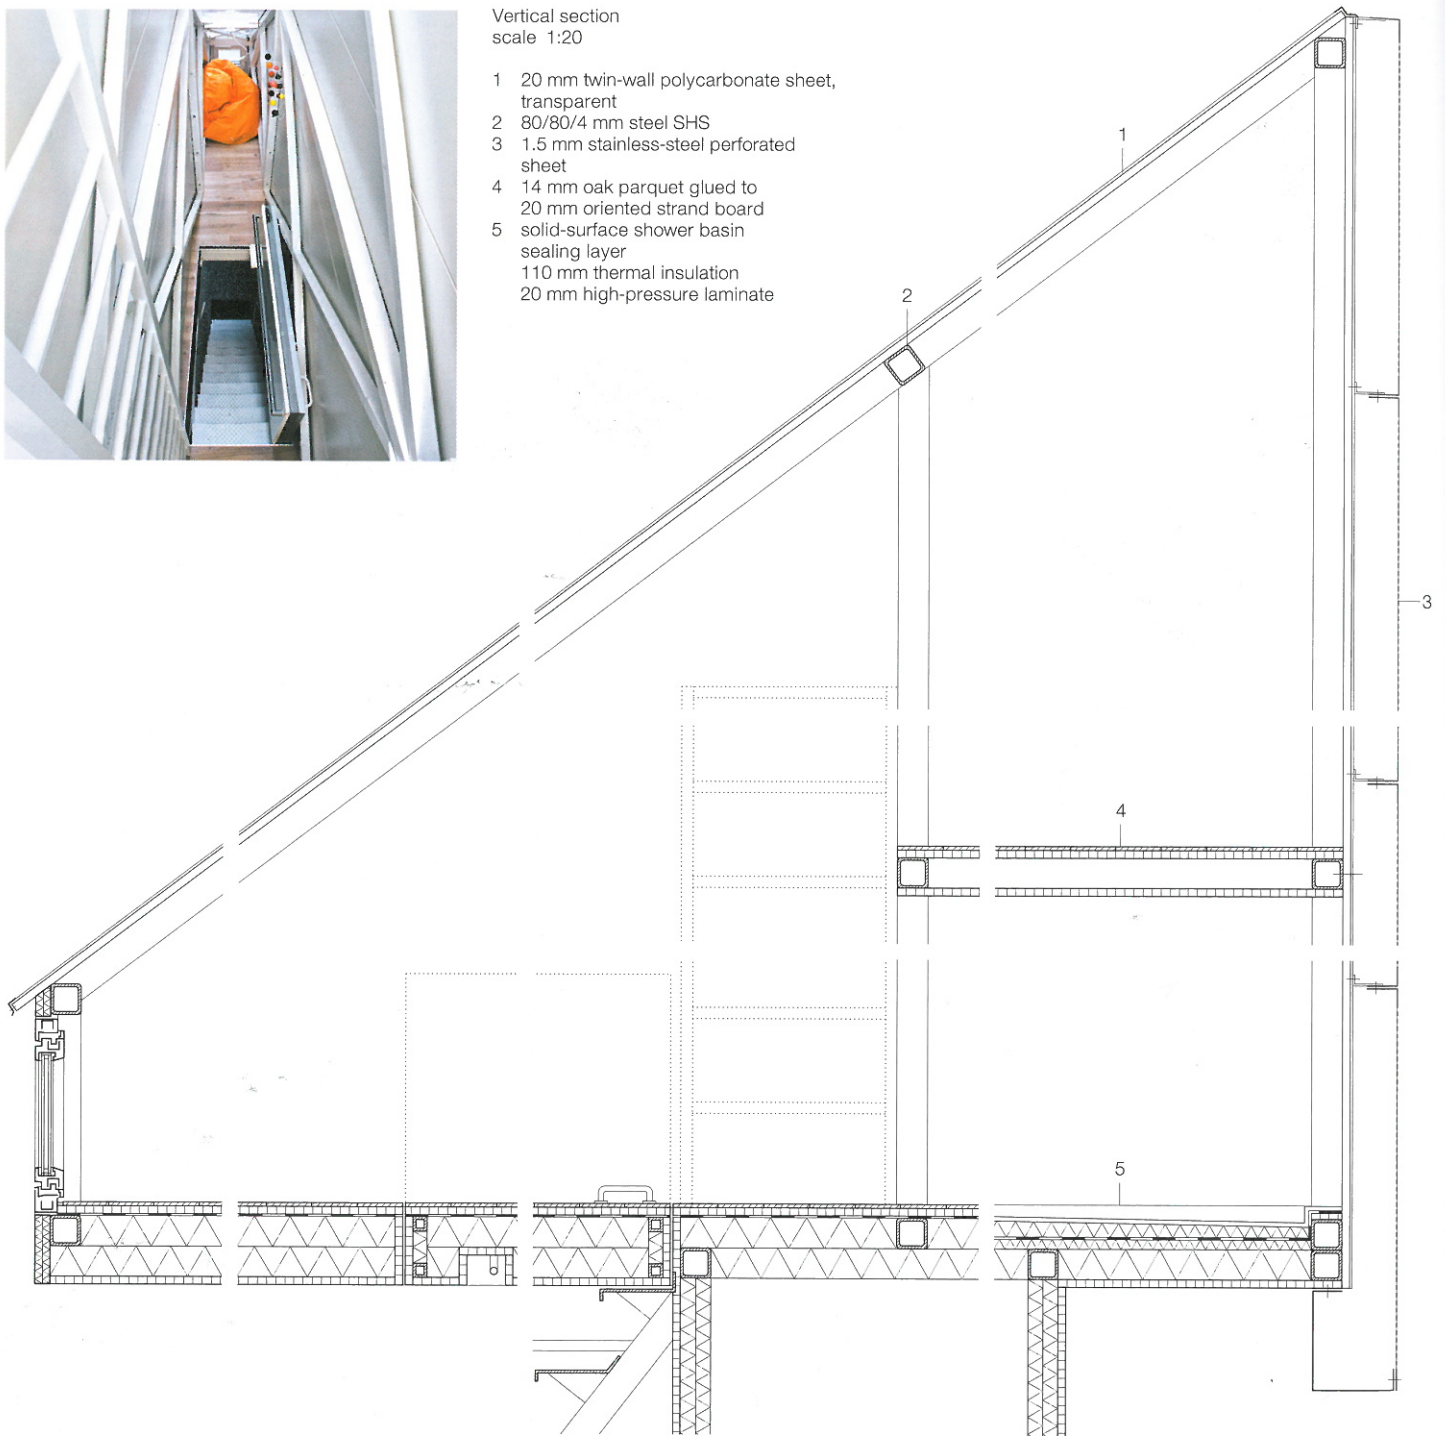 Vertical section
scale 1:20
1 20 mm twin-wall polycarbonate sheet,
transparent
2 80/80/4 mm steel SHS
3 1.5 mm stainless-steel perforated
sheet
4 14 mm oak parquet glued to
20 mm oriented strand board
5 solid-surface shower basin
sealing layer
110 mm thermal insulation
20 mm high-pressure laminate
1
2
3
4
5